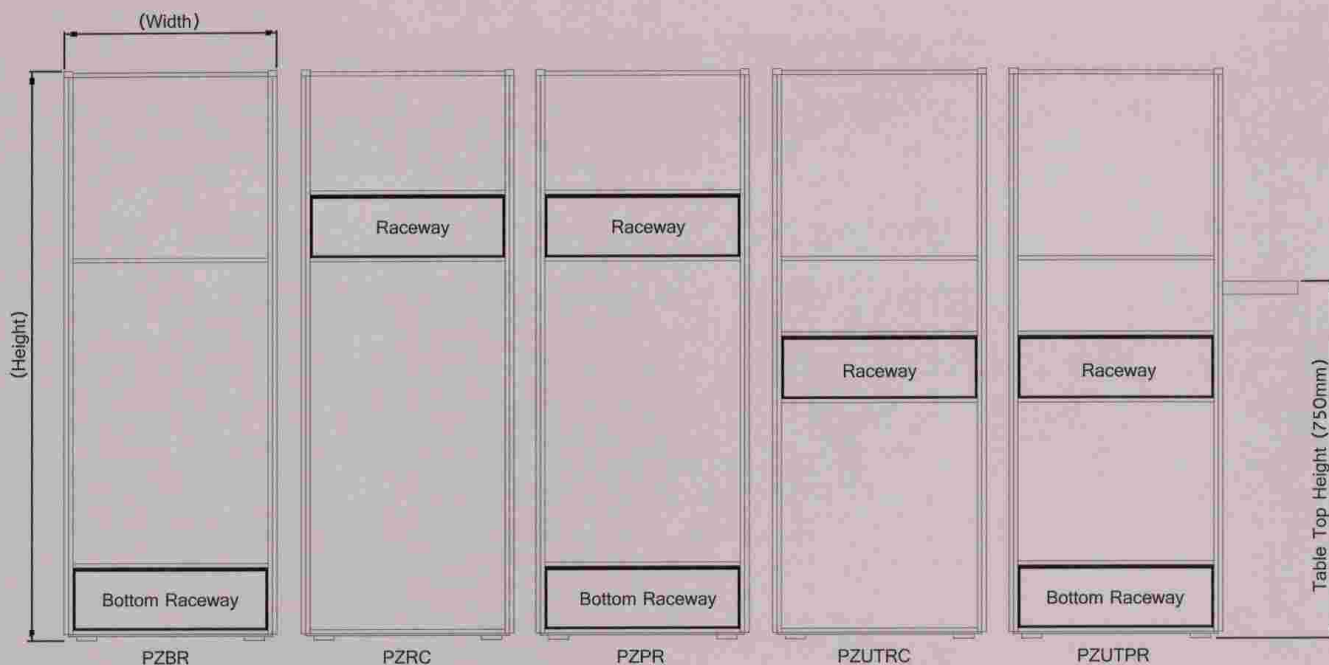 (Width)
(Height)
Raceway
Raceway
Raceway
Raceway
Bottom Raceway
Bottom Raceway
Bottom Raceway
Table Top Height (750mm)
PZBR
PZRC
PZPR
PZUTRC
PZUTPR